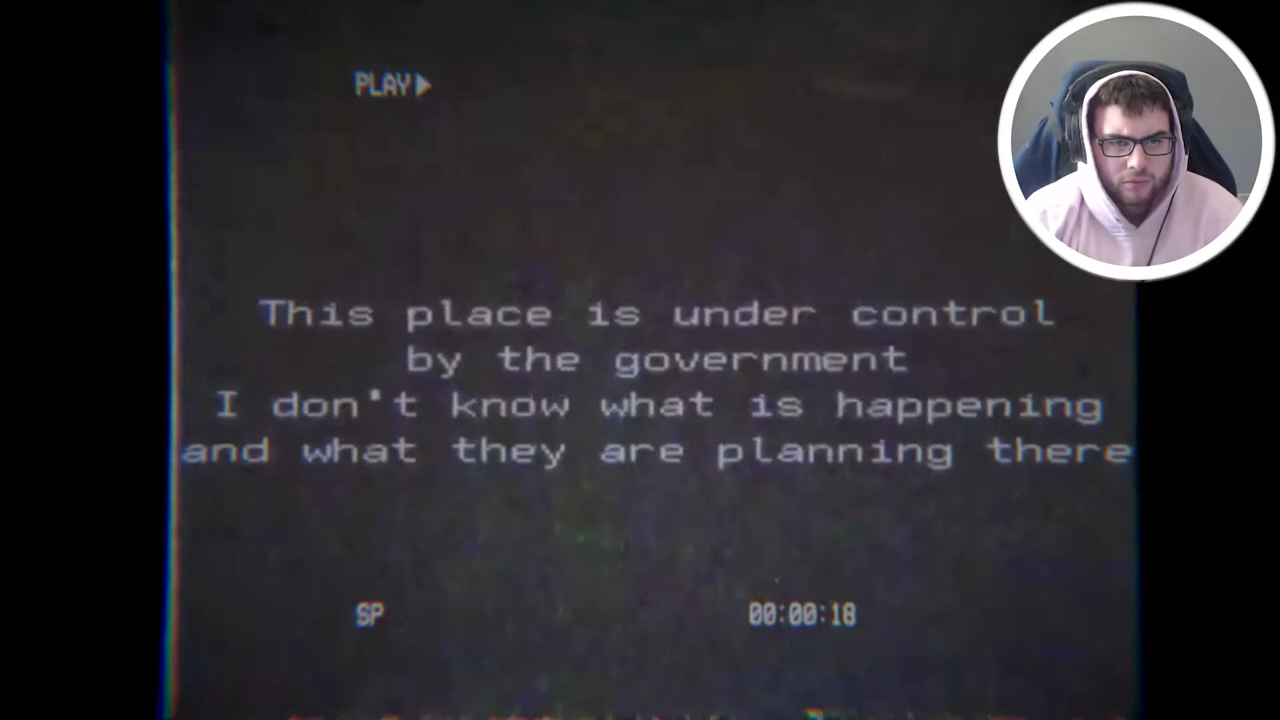 PLAY▶
This place is under control
by the government
I don't know what is happening
and what they are planning there
SP
00:00:18